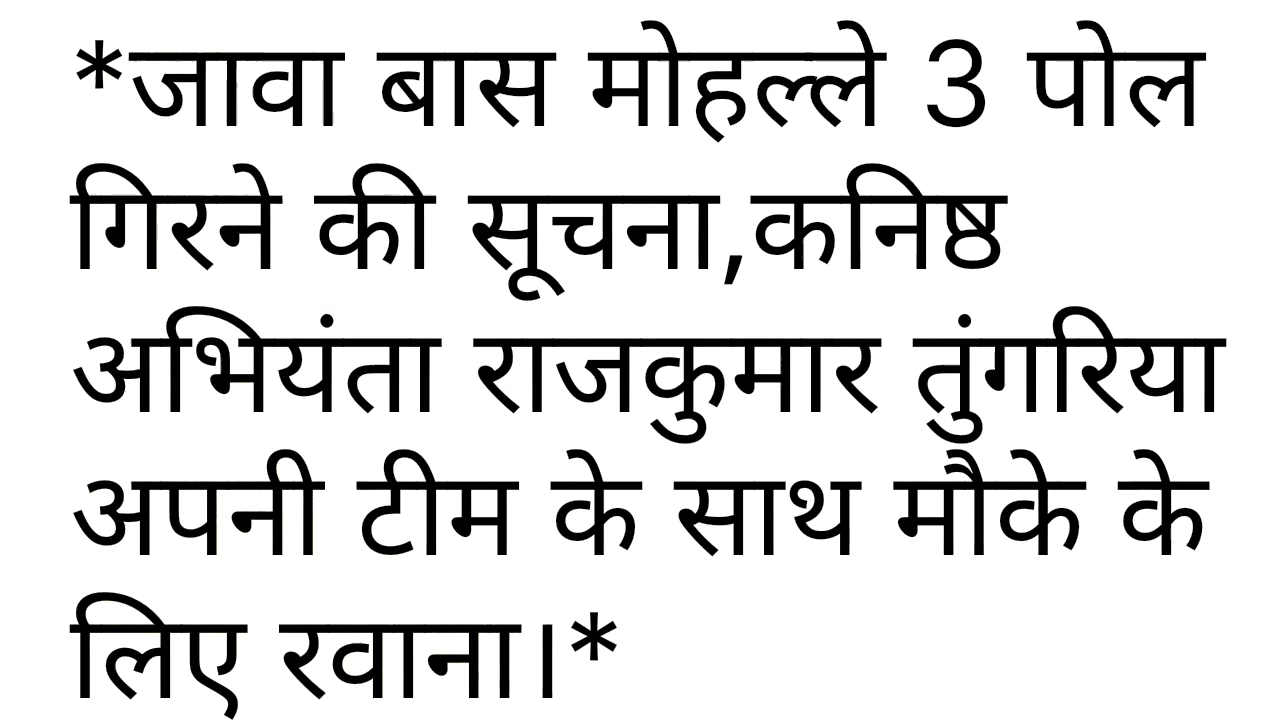 *जावा बास मोहल्ले 3 पोल
गिरने की सूचना,कनिष्ठ
अभियंता राजकुमार तुंगरिया
अपनी टीम के साथ मौके के
लिए रवाना।*